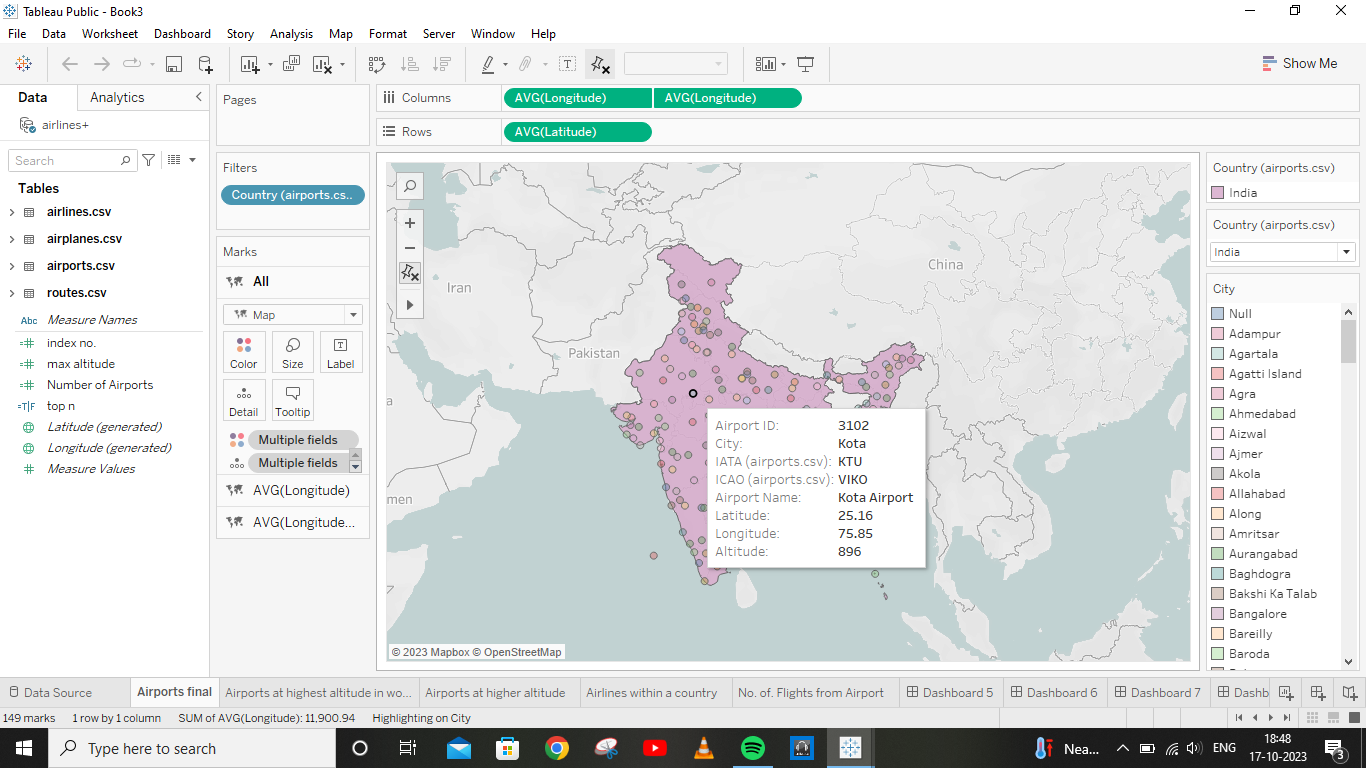 Tableau Public - Book3
File Data Worksheet Dashboard Story Analysis Map Format Server Window Help
Show Me
Data Analytics
airlines+
Search
Tables
airlines.csv
airplanes.csv
airports.csv
routes.csv
Abc Measure Names
index no.
max altitude
Number of Airports
=T|F top n
Latitude (generated)
Longitude (generated)
Measure Values
Pages
Filters
Country (airports.cs..
Marks
All
Map
Color Size Label
Detail Tooltip
Multiple fields
Multiple fields
AVG(Longitude)
AVG(Longitude...
Columns AVG(Longitude) AVG(Longitude)
Rows AVG(Latitude)
China
Iran
Pakistan
men
Airport ID: 3102
City: Kota
IATA (airports.csv): KTU
ICAO (airports.csv): VIKO
Airport Name: Kota Airport
Latitude: 25.16
Longitude: 75.85
Altitude: 896
© 2023 Mapbox © OpenStreetMap
Country (airports.csv)
India
Country (airports.csv)
India
City
Null
Adampur
Agartala
Agatti Island
Agra
Ahmedabad
Aizwal
Ajmer
Akola
Allahabad
Along
Amritsar
Aurangabad
Baghdogra
Bakshi Ka Talab
Bangalore
Bareilly
Baroda
Data Source Airports final Airports at highest altitude in wo... Airports at higher altitude Airlines within a country No. of. Flights from Airport Dashboard 5 Dashboard 6 Dashboard 7 Dashb
149 marks 1 row by 1 column SUM of AVG(Longitude): 11,900.94 Highlighting on City
Type here to search
Nea... ENG 18:48
17-10-2023
3